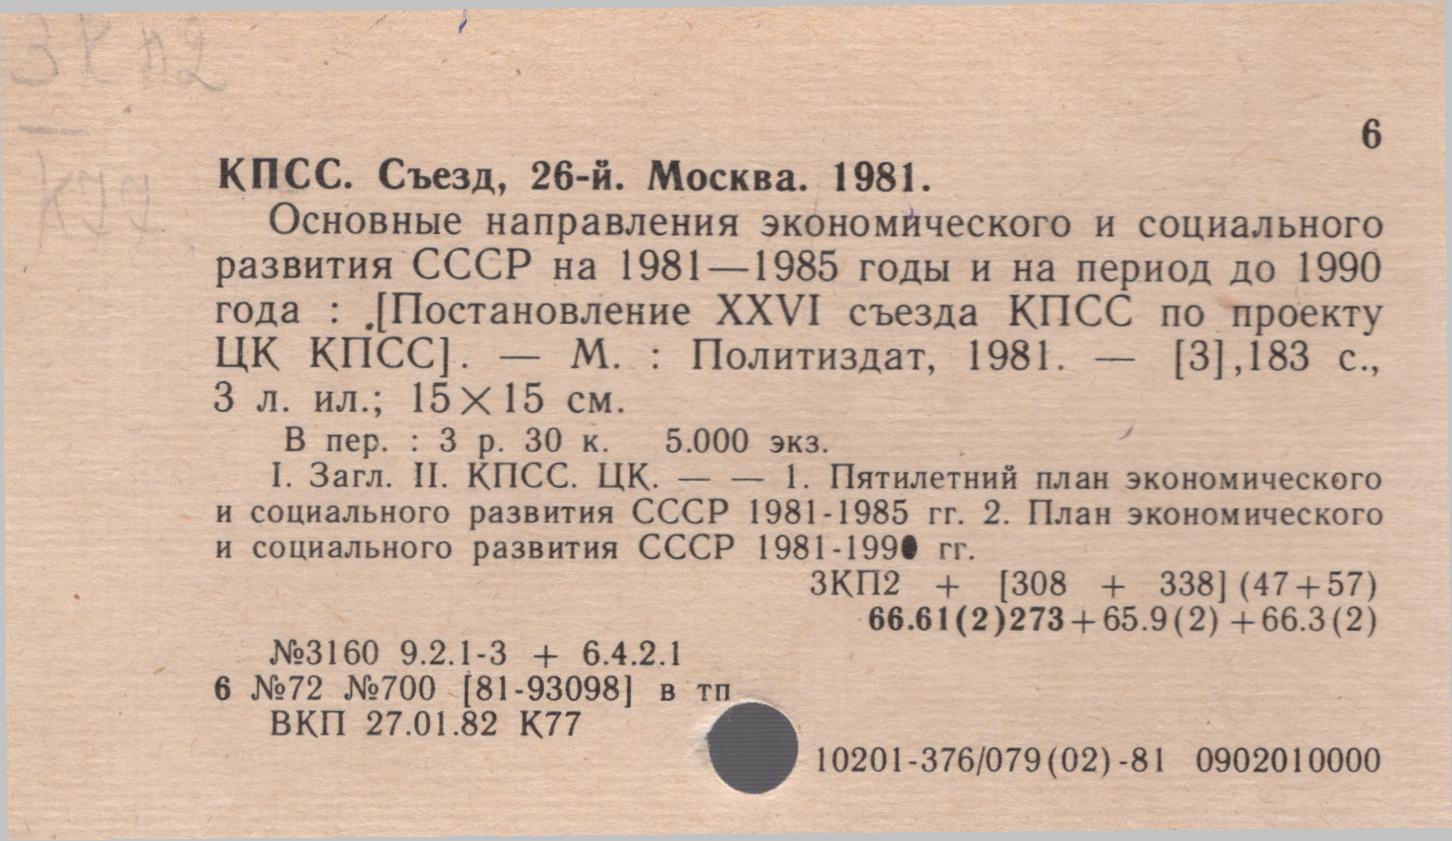 3КП2
К77
6
КПСС. Съезд, 26-й. Москва. 1981.
Основные направления экономического и социального
развития СССР на 1981—1985 годы и на период до 1990
года : [Постановление XXVI съезда КПСС по проекту
ЦК КПСС]. — М. : Политиздат, 1981. — [3],183 с.,
3 л. ил.; 15×15 см.
В пер. : 3 р. 30 к. 5.000 экз.
I. Загл. II. КПСС. ЦК. — — 1. Пятилетний план экономического
и социального развития СССР 1981-1985 гг. 2. План экономического
и социального развития СССР 1981-1990 гг.
3КП2 + [308 + 338] (47+57)
66.61(2)273+65.9(2)+66.3(2)
№3160 9.2.1-3 + 6.4.2.1
6 №72 №700 [81-93098] в тп
ВКП 27.01.82 К77
10201-376/079(02)-81 0902010000